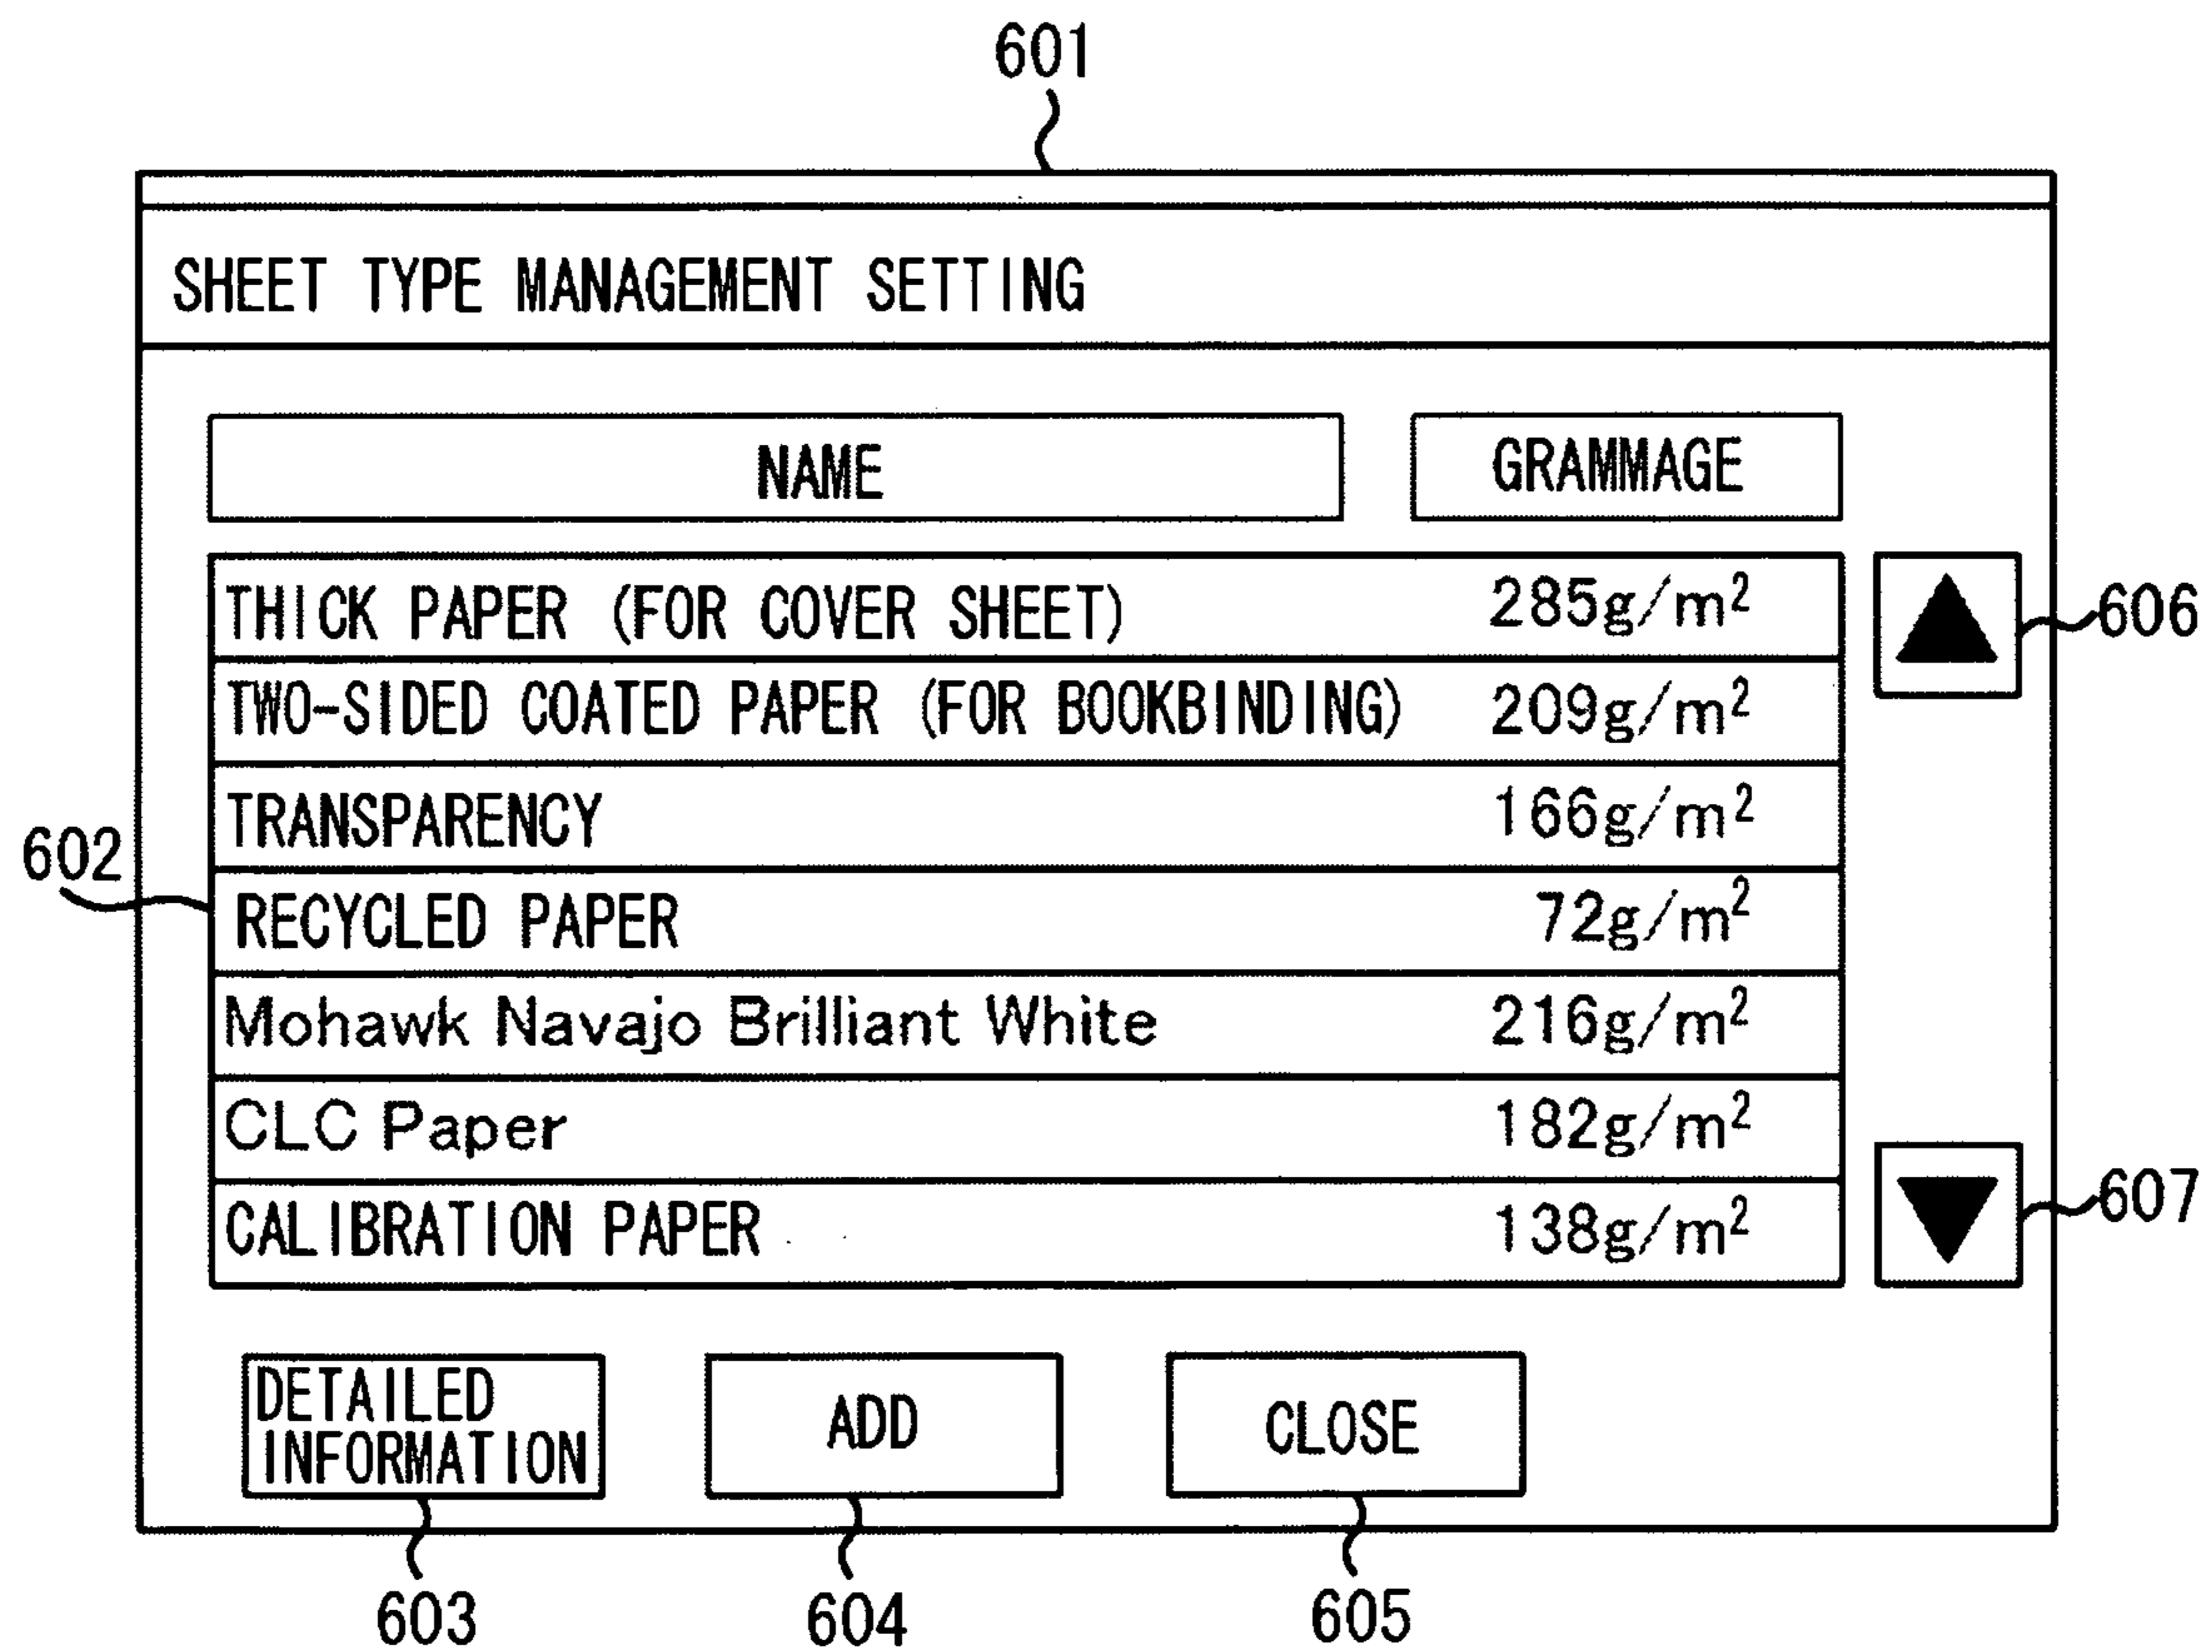 601
SHEET TYPE MANAGEMENT SETTING
NAME GRAMMAGE
THICK PAPER (FOR COVER SHEET) 285g/m²
606
TWO-SIDED COATED PAPER (FOR BOOKBINDING) 209g/m²
TRANSPARENCY 166g/m²
602
RECYCLED PAPER 72g/m²
Mohawk Navajo Brilliant White 216g/m²
CLC Paper 182g/m²
607
CALIBRATION PAPER 138g/m²
DETAILED
INFORMATION
ADD
CLOSE
603 604 605